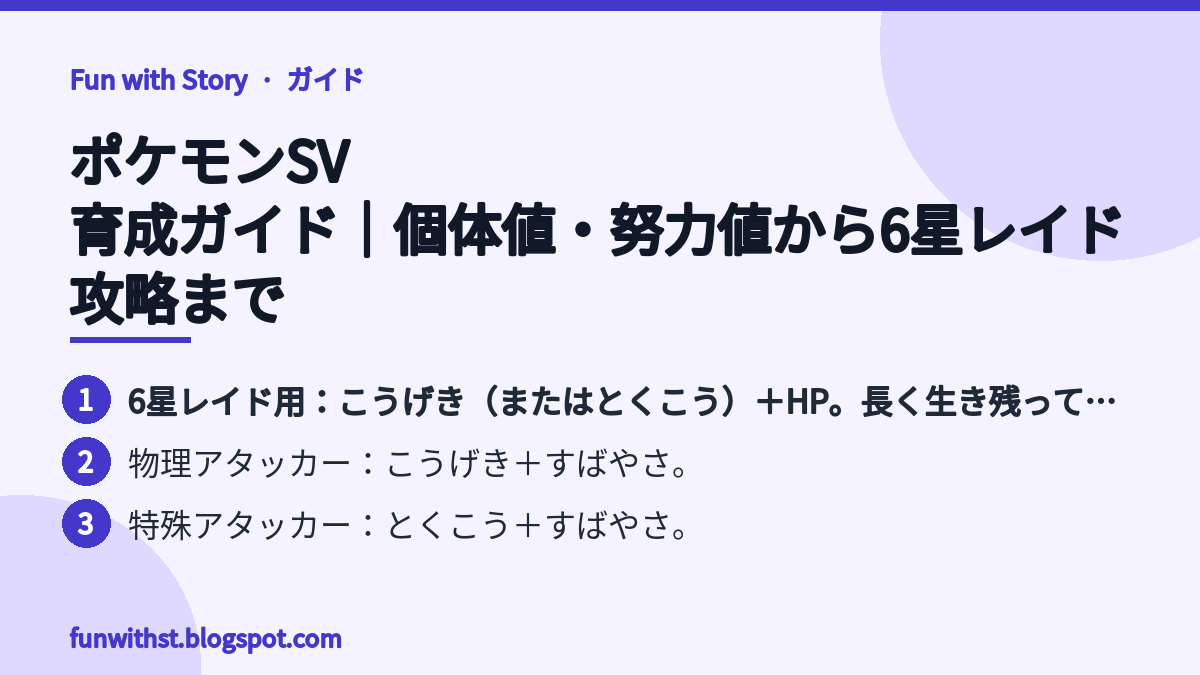 Fun with Story ・ ガイド
ポケモンSV
育成ガイド｜個体値・努力値から6星レイド
攻略まで
1 6星レイド用：こうげき（またはとくこう）＋HP。長く生き残って…
2 物理アタッカー：こうげき＋すばやさ。
3 特殊アタッカー：とくこう＋すばやさ。
funwithst.blogspot.com